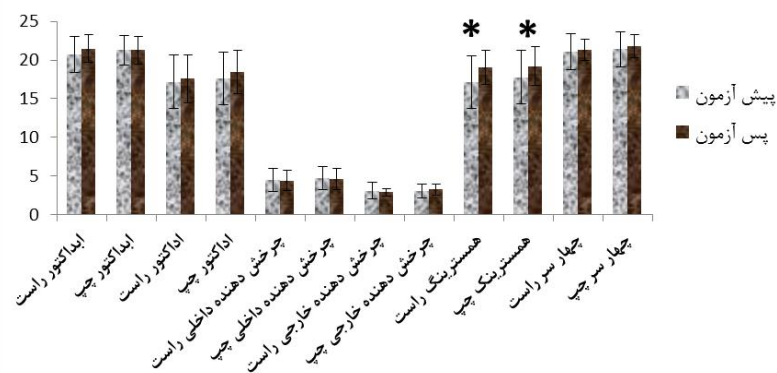 25
20
15
10
5
0
* *
پیش آزمون
پس آزمون
ابداکتور راست
ابداکتور چپ
اداکتور راست
اداکتور چپ
چرخش دهنده داخلی راست
چرخش دهنده داخلی چپ
چرخش دهنده خارجی راست
چرخش دهنده خارجی چپ
همسترینگ راست
همسترینک چپ
چهار سر راست
چهار سر چپ